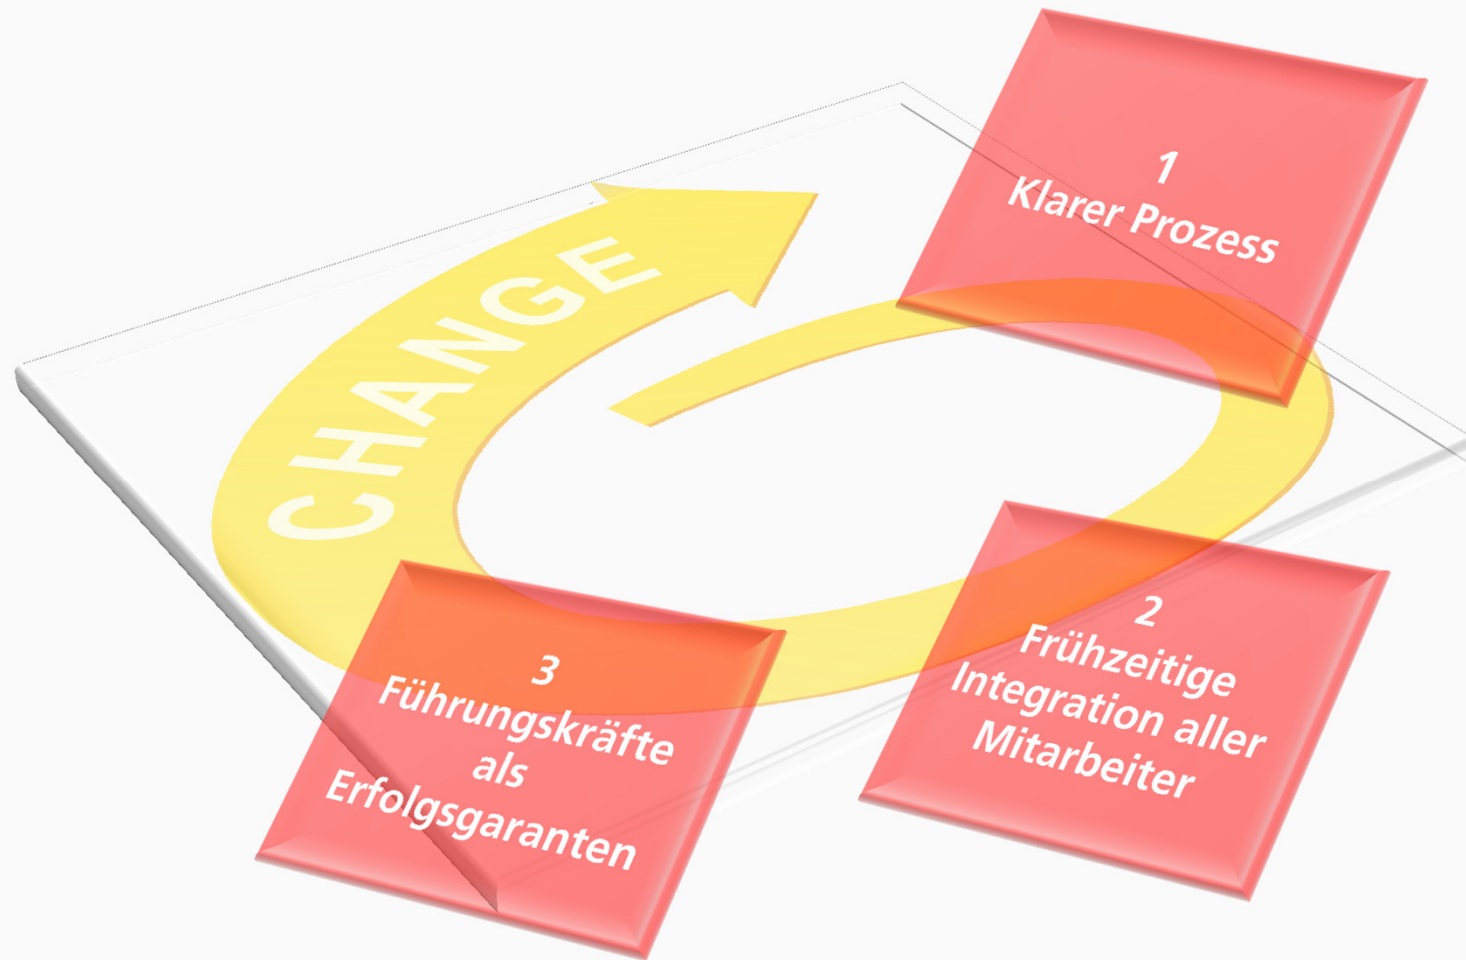 CHANGE
1
Klarer Prozess
2
Frühzeitige
Integration aller
Mitarbeiter
3
Führungskräfte
als
Erfolgsgaranten